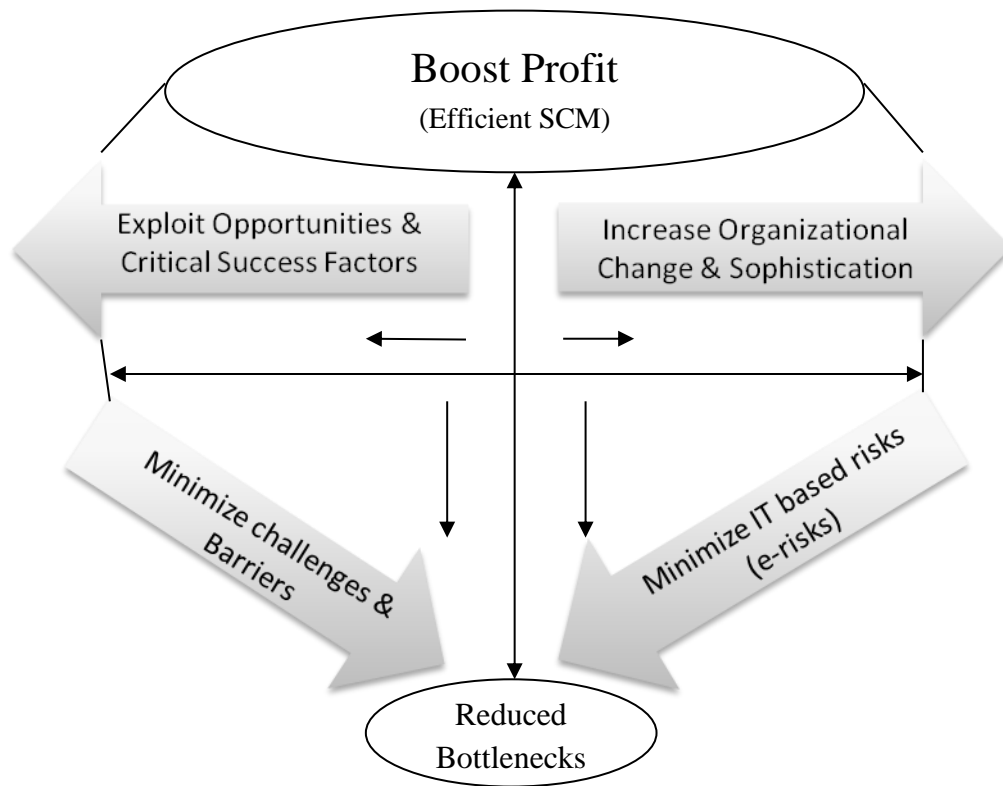 Boost Profit
(Efficient SCM)
Exploit Opportunities &
Critical Success Factors
Increase Organizational
Change & Sophistication
Minimize challenges &
Barriers
Minimize IT based risks
(e-risks)
Reduced
Bottlenecks